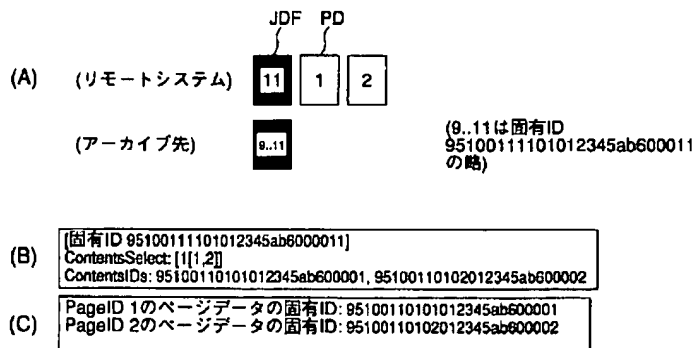 JDF PD
(A) (リモートシステム) 11 1 2
(アーカイブ先) 9..11 (9..11は固有ID
95100111101012345ab600011
の略)
(B) [固有ID 95100111101012345ab6000011]
ContentsSelect: [1[1,2]]
ContentsIDs: 95100110101012345ab600001, 95100110102012345ab600002
(C) PageID 1のページデータの固有ID: 95100110101012345ab600001
PageID 2のページデータの固有ID: 95100110102012345ab600002